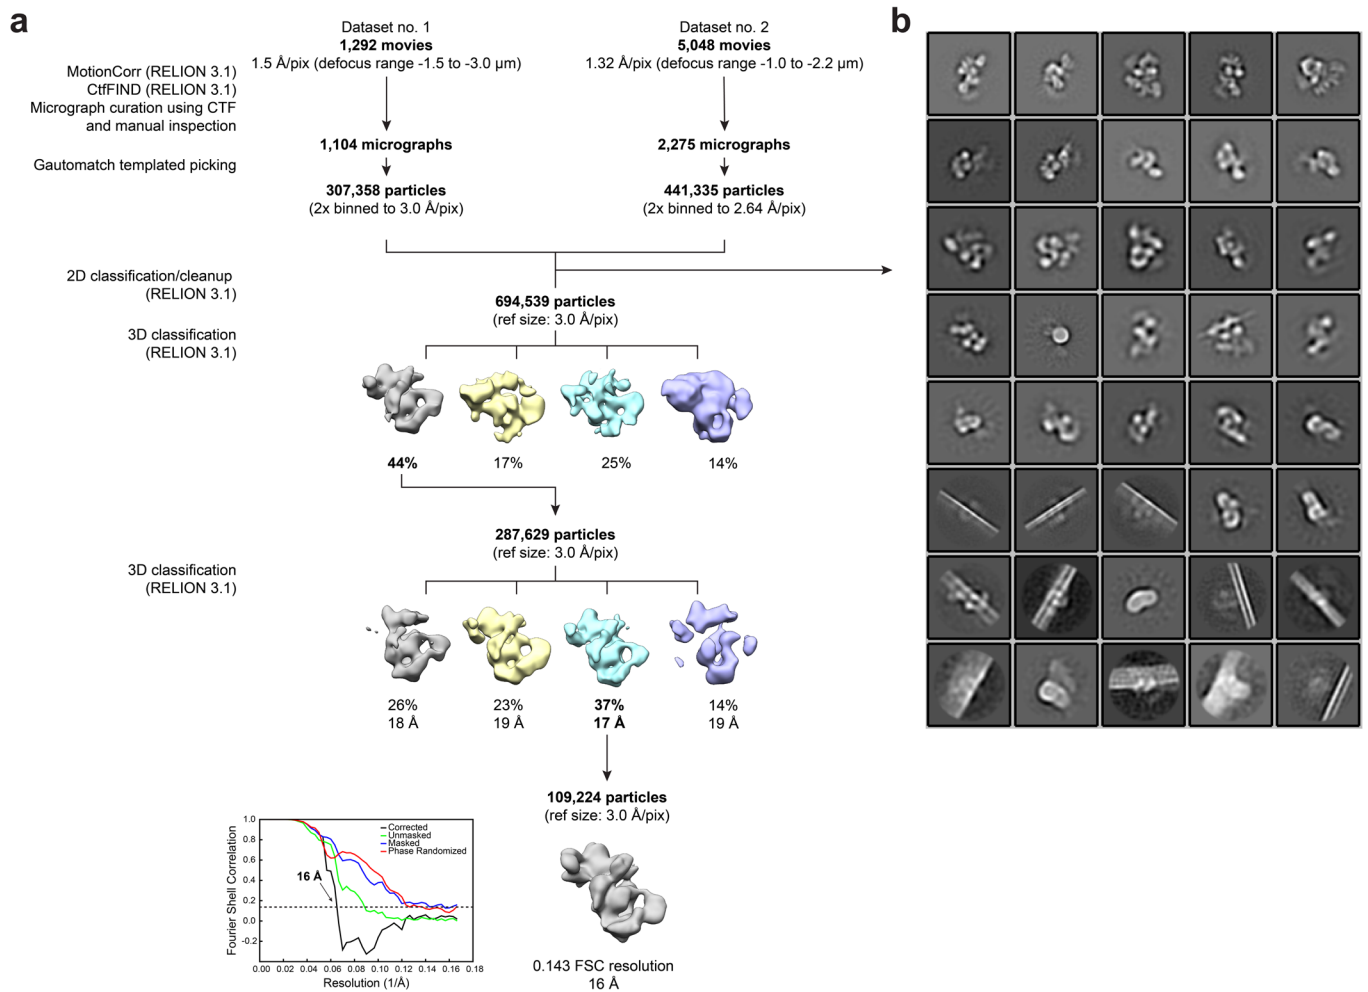 a
b
Dataset no. 1
1,292 movies
1.5 Å/pix (defocus range -1.5 to -3.0 μm)
Dataset no. 2
5,048 movies
1.32 Å/pix (defocus range -1.0 to -2.2 μm)
MotionCorr (RELION 3.1)
CtfFIND (RELION 3.1)
Micrograph curation using CTF
and manual inspection
1,104 micrographs
2,275 micrographs
Gautomatch templated picking
307,358 particles
(2x binned to 3.0 Å/pix)
441,335 particles
(2x binned to 2.64 Å/pix)
2D classification/cleanup
(RELION 3.1)
694,539 particles
(ref size: 3.0 Å/pix)
3D classification
(RELION 3.1)
44%
17%
25%
14%
287,629 particles
(ref size: 3.0 Å/pix)
3D classification
(RELION 3.1)
26%
18 Å
23%
19 Å
37%
17 Å
14%
19 Å
109,224 particles
(ref size: 3.0 Å/pix)
0.143 FSC resolution
16 Å
Fourier Shell Correlation
1.0
0.8
0.6
0.4
0.2
0.0
-0.2
Corrected
Unmasked
Masked
Phase Randomized
16 Å
0.00 0.02 0.04 0.06 0.08 0.10 0.12 0.14 0.16 0.18
Resolution (1/Å)